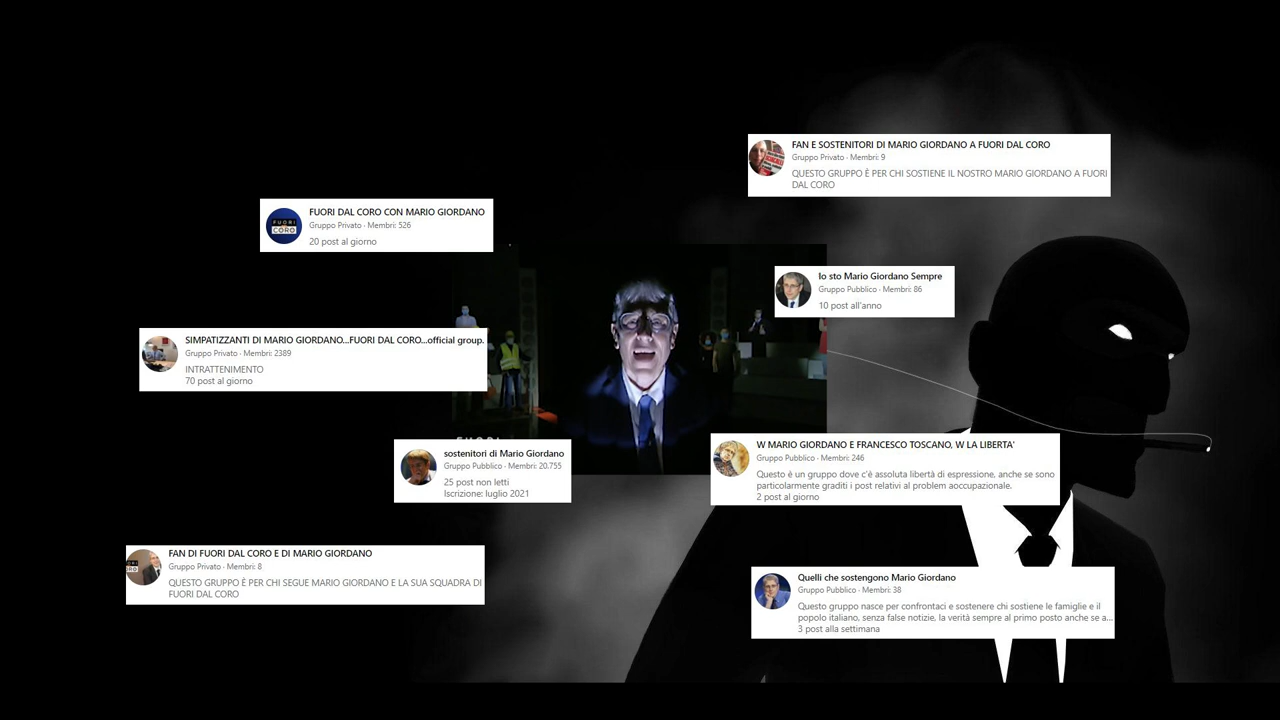 FAN E SOSTENITORI DI MARIO GIORDANO A FUORI DAL CORO
Gruppo Privato · Membri: 9
QUESTO GRUPPO È PER CHI SOSTIENE IL NOSTRO MARIO GIORDANO A FUORI
DAL CORO
FUORI DAL CORO CON MARIO GIORDANO
Gruppo Privato · Membri: 526
20 post al giorno
FUORI
CORO
Io sto Mario Giordano Sempre
Gruppo Pubblico · Membri: 86
10 post all'anno
SIMPATIZZANTI DI MARIO GIORDANO...FUORI DAL CORO...official group.
Gruppo Privato · Membri: 2389
INTRATTENIMENTO
70 post al giorno
FUORI
sostenitori di Mario Giordano
Gruppo Pubblico · Membri: 20.755
25 post non letti
Iscrizione: luglio 2021
W MARIO GIORDANO E FRANCESCO TOSCANO, W LA LIBERTA'
Gruppo Pubblico · Membri: 246
Questo è un gruppo dove c'è assoluta libertà di espressione, anche se sono
particolarmente graditi i post relativi al problem aoccupazionale.
2 post al giorno
FAN DI FUORI DAL CORO E DI MARIO GIORDANO
Gruppo Privato · Membri: 8
QUESTO GRUPPO È PER CHI SEGUE MARIO GIORDANO E LA SUA SQUADRA DI
FUORI DAL CORO
Quelli che sostengono Mario Giordano
Gruppo Pubblico · Membri: 38
Questo gruppo nasce per confrontaci e sostenere chi sostiene le famiglie e il
popolo italiano, senza false notizie, la verità sempre al primo posto anche se a...
3 post alla settimana